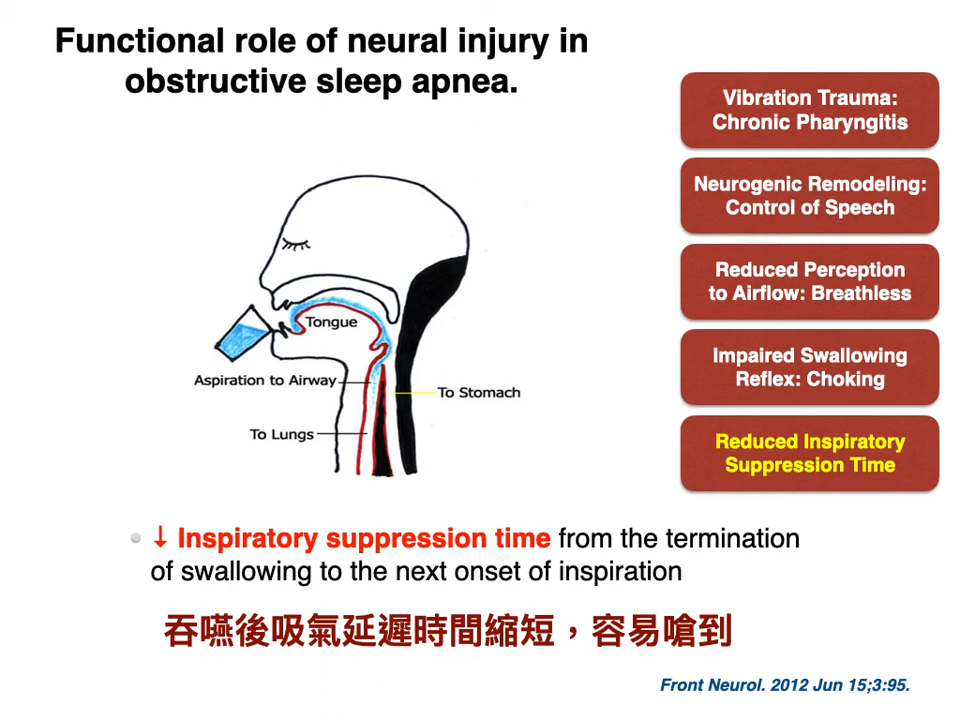 Functional role of neural injury in
obstructive sleep apnea.
Vibration Trauma:
Chronic Pharyngitis
Neurogenic Remodeling:
Control of Speech
Reduced Perception
to Airflow: Breathless
Impaired Swallowing
Reflex: Choking
Reduced Inspiratory
Suppression Time
Tongue
Aspiration to Airway
To Stomach
To Lungs
↓ Inspiratory suppression time from the termination
of swallowing to the next onset of inspiration
吞嚥後吸氣延遲時間縮短，容易嗆到
Front Neurol. 2012 Jun 15;3:95.